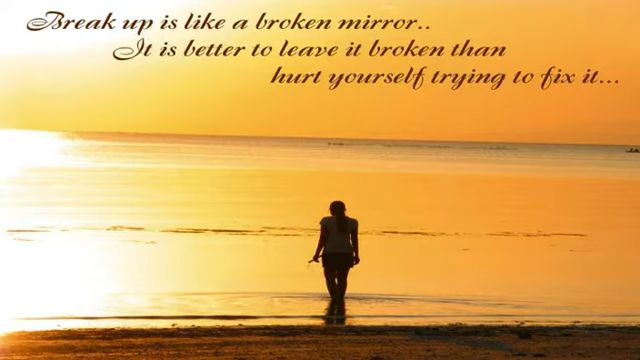 Break up is like a broken mirror..
It is better to leave it broken than
hurt yourself trying to fix it...